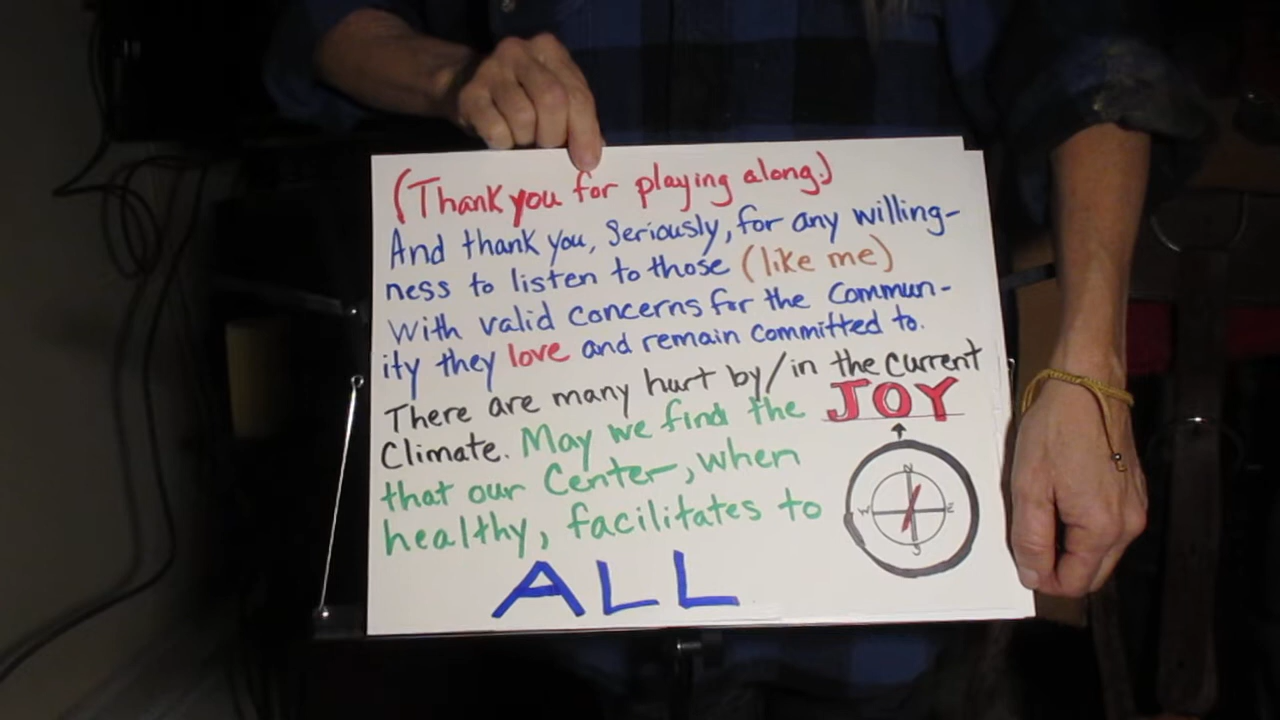 (Thank you for playing along.)
And thank you, Seriously, for any willing-
ness to listen to those (like me)
With valid concerns for the Commun-
ity they love and remain committed to.
There are many hurt by/in the Current
Climate. May we find the JOY
that our Center, when
healthy, facilitates to
ALL
N
W E
S